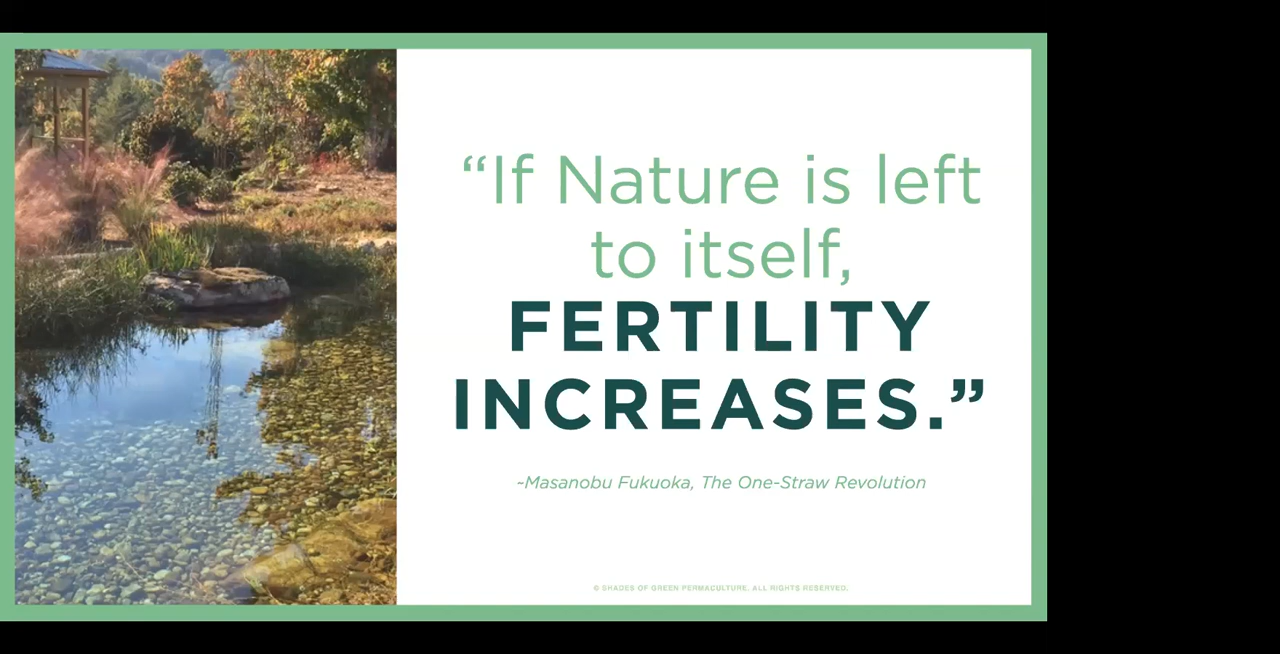 “If Nature is left
to itself,
FERTILITY
INCREASES.”
~Masanobu Fukuoka, The One-Straw Revolution
© SHADES OF GREEN PERMACULTURE. ALL RIGHTS RESERVED.